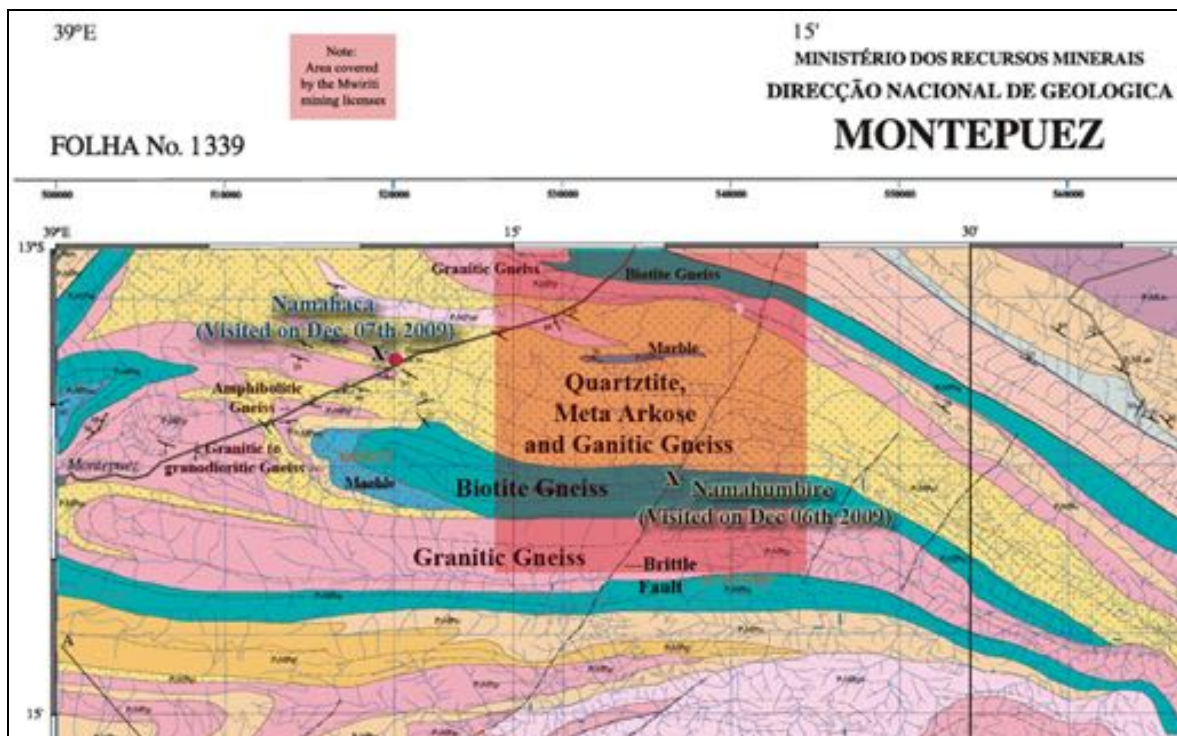 39°E
15'
Note:
Area covered
by the Mwiriti
mining licenses
MINISTÉRIO DOS RECURSOS MINERAIS
DIRECÇÃO NACIONAL DE GEOLOGICA
MONTEPUEZ
FOLHA No. 1339
500000
510000
520000
530000
540000
550000
560000
39°E
15'
30'
13°S
Granitic Gneiss
Biotite Gneiss
Namahaca
(Visited on Dec. 07th 2009)
X
Marble
Quartztite,
Meta Arkose
and Ganitic Gneiss
Amphibolitic
Gneiss
Granitic to
granodioritic Gneiss
Montepuez
Marble
Biotite Gneiss
X
Namahumbire
(Visited on Dec 06th 2009)
Granitic Gneiss
Brittle
Fault
A
15'